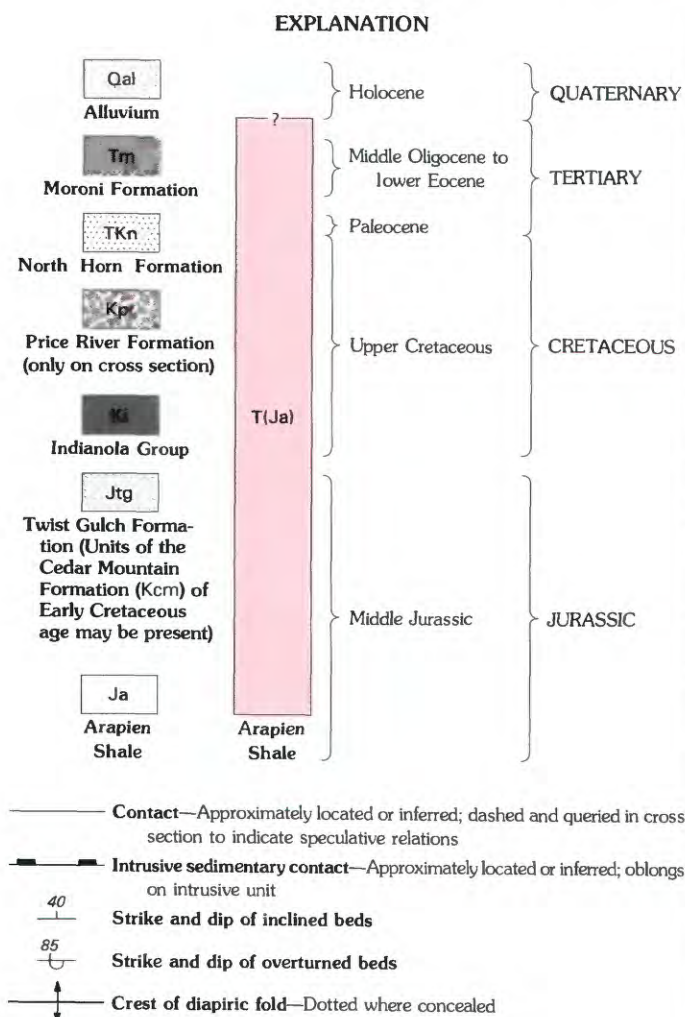 EXPLANATION
Qal
Alluvium
Tm
Moroni Formation
TKn
North Horn Formation
Kp
Price River Formation
(only on cross section)
Ki
Indianola Group
Jtg
Twist Gulch Forma-
tion (Units of the
Cedar Mountain
Formation (Kcm) of
Early Cretaceous
age may be present)
Ja
Arapien
Shale
?
T(Ja)
Arapien
Shale
Holocene
Middle Oligocene to
lower Eocene
Paleocene
Upper Cretaceous
Middle Jurassic
QUATERNARY
TERTIARY
CRETACEOUS
JURASSIC
Contact—Approximately located or inferred; dashed and queried in cross
section to indicate speculative relations
Intrusive sedimentary contact—Approximately located or inferred; oblongs
on intrusive unit
40
Strike and dip of inclined beds
85
Strike and dip of overturned beds
Crest of diapiric fold—Dotted where concealed